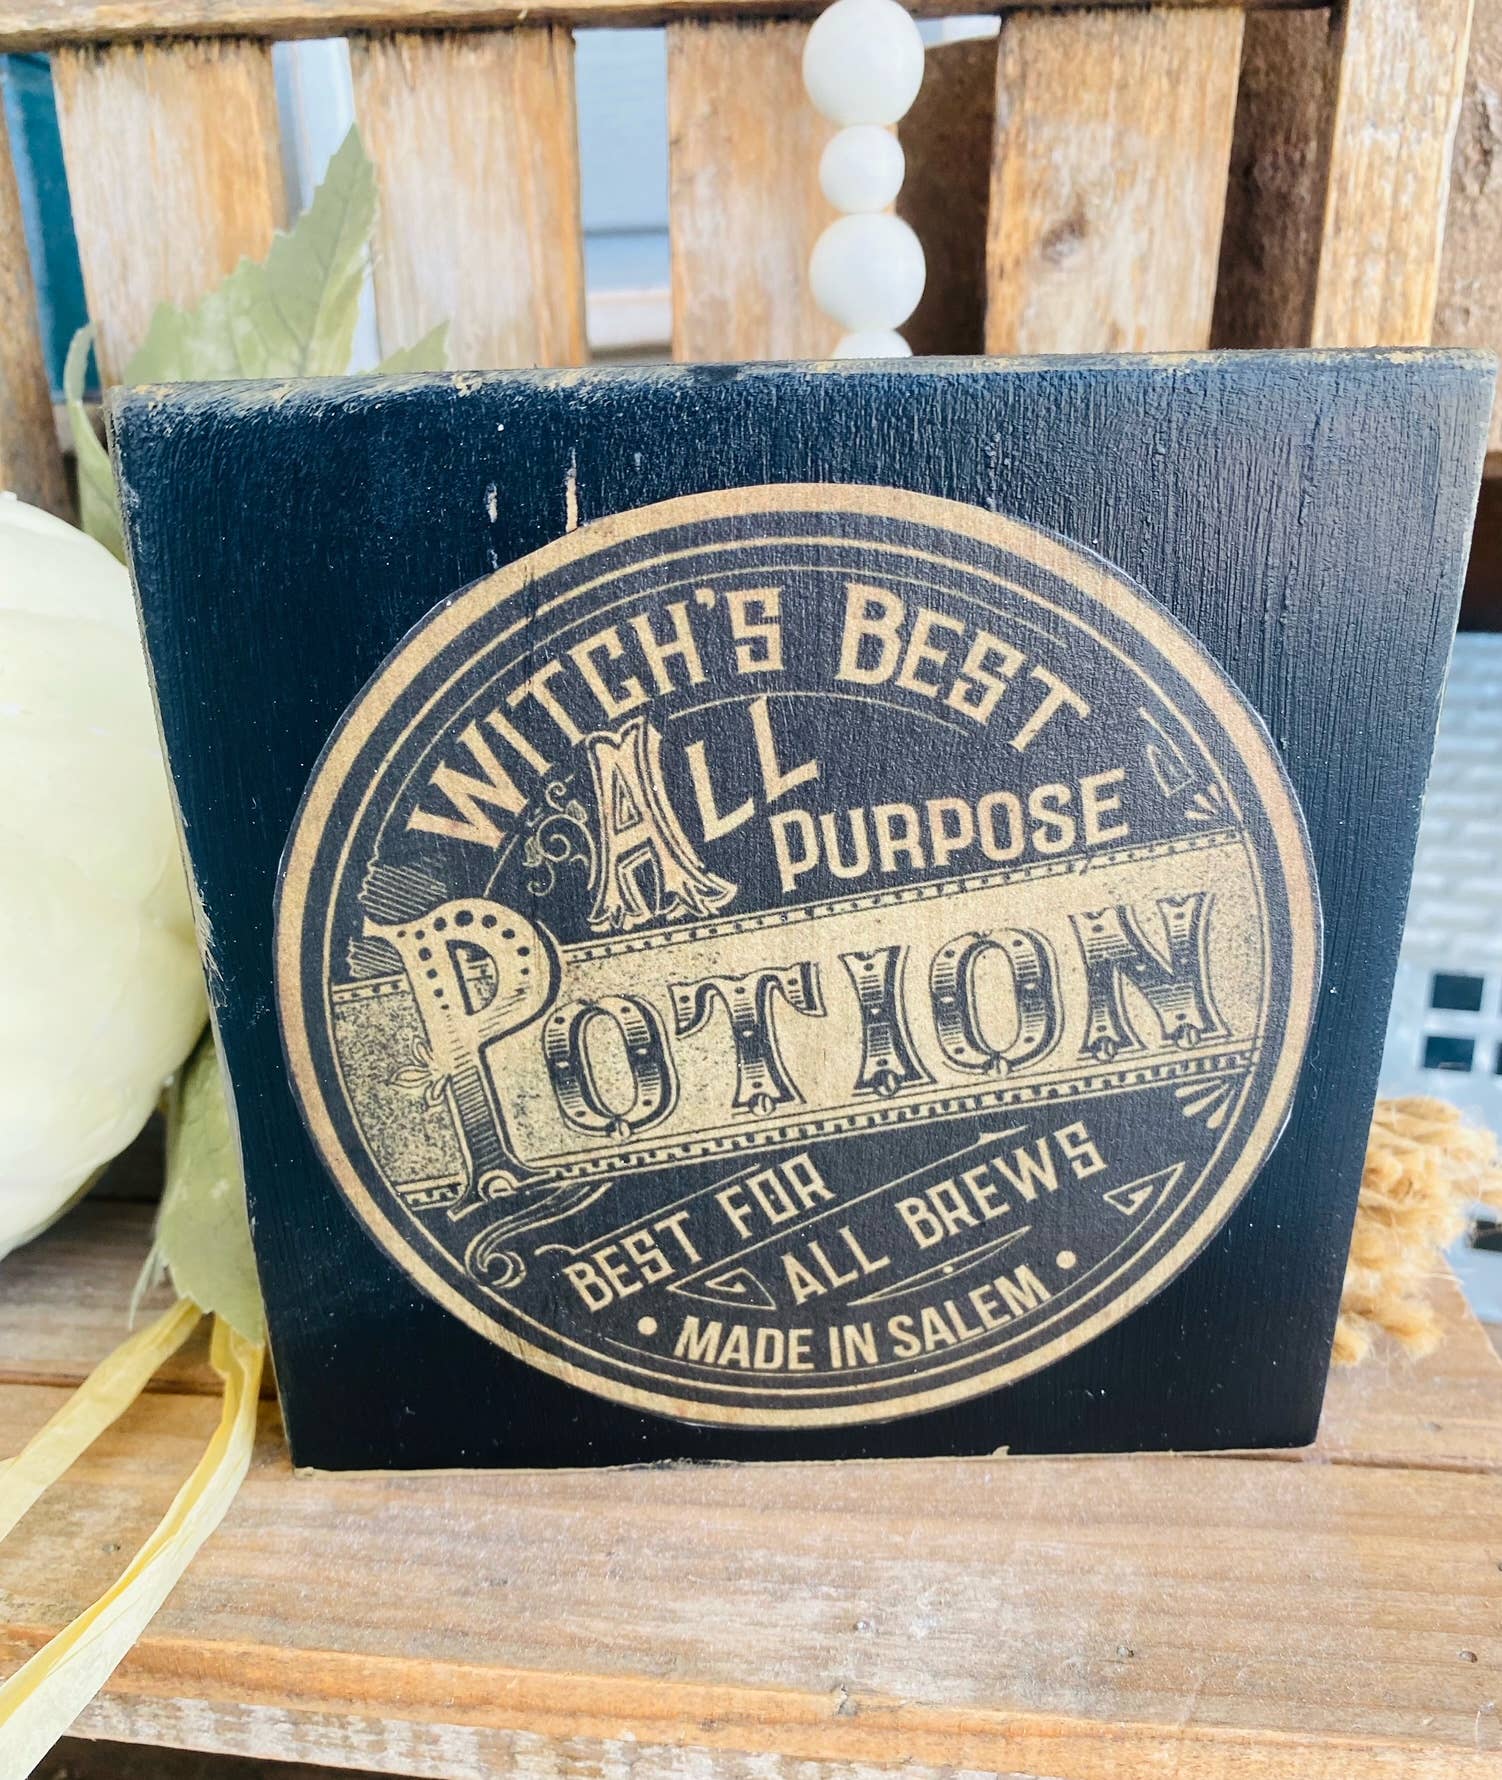 WITCH'S BEST
ALL
PURPOSE
POTION
BEST FOR
ALL BREWS
• MADE IN SALEM •